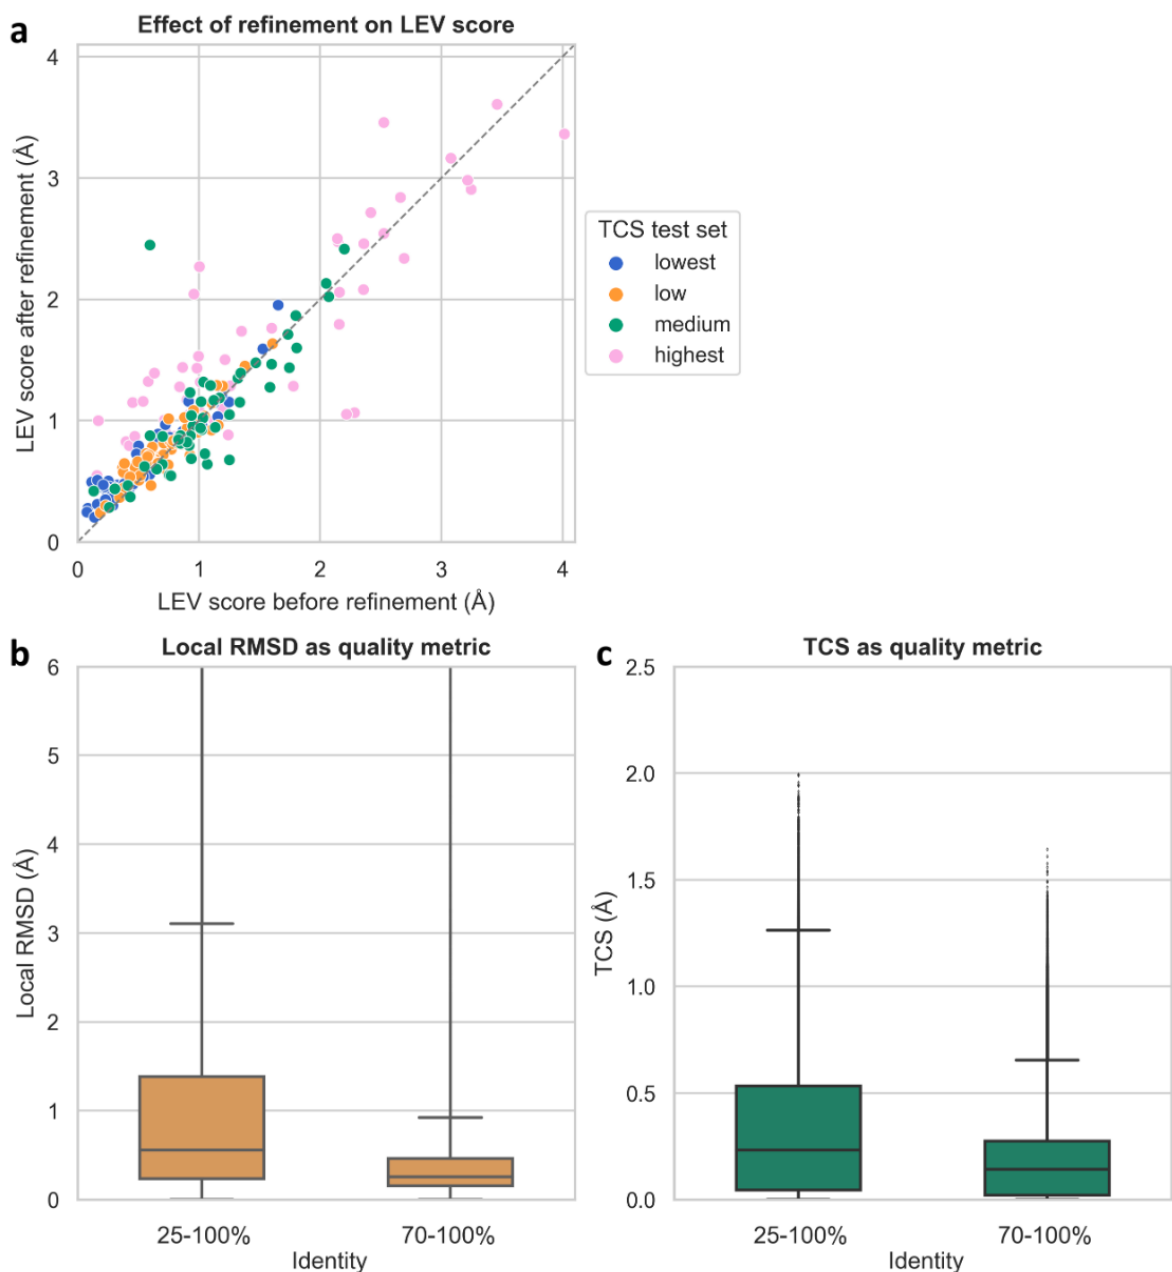 a
Effect of refinement on LEV score
LEV score after refinement (Å)
4
3
2
1
0
0 1 2 3 4
LEV score before refinement (Å)
TCS test set
lowest
low
medium
highest
b
Local RMSD as quality metric
Local RMSD (Å)
6
5
4
3
2
1
0
25-100% 70-100%
Identity
c
TCS as quality metric
TCS (Å)
2.5
2.0
1.5
1.0
0.5
0.0
25-100% 70-100%
Identity